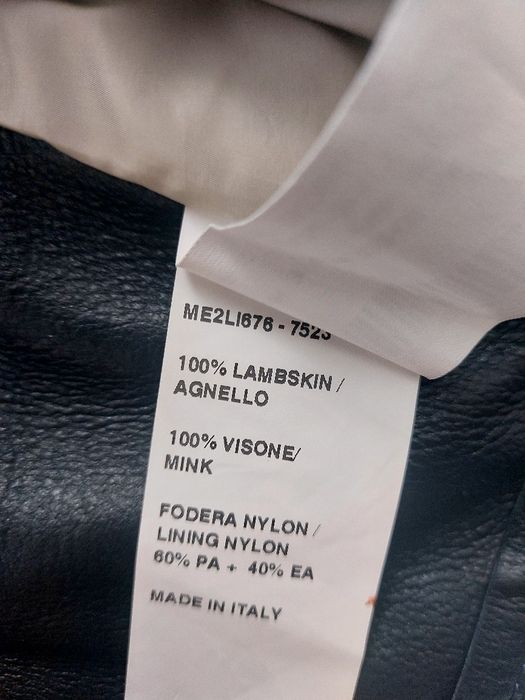 ME2LI676 - 7523
100% LAMBSKIN /
AGNELLO
100% VISONE/
MINK
FODERA NYLON /
LINING NYLON
60% PA + 40% EA
MADE IN ITALY